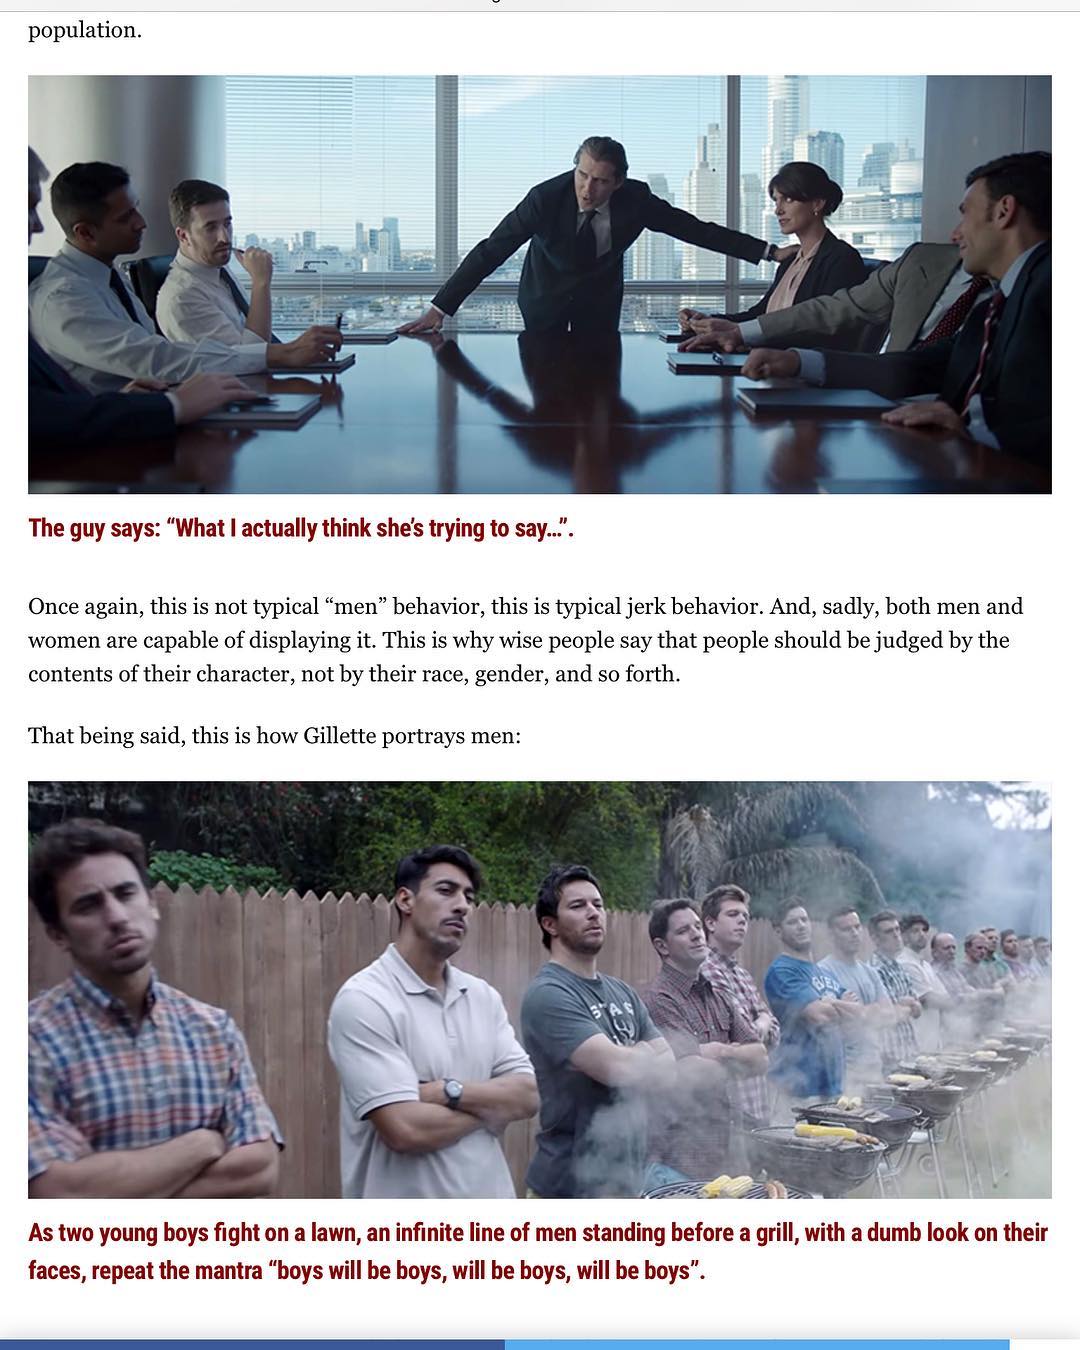 population.
The guy says: “What I actually think she’s trying to say...”.
Once again, this is not typical “men” behavior, this is typical jerk behavior. And, sadly, both men and
women are capable of displaying it. This is why wise people say that people should be judged by the
contents of their character, not by their race, gender, and so forth.
That being said, this is how Gillette portrays men:
As two young boys fight on a lawn, an infinite line of men standing before a grill, with a dumb look on their
faces, repeat the mantra “boys will be boys, will be boys, will be boys”.